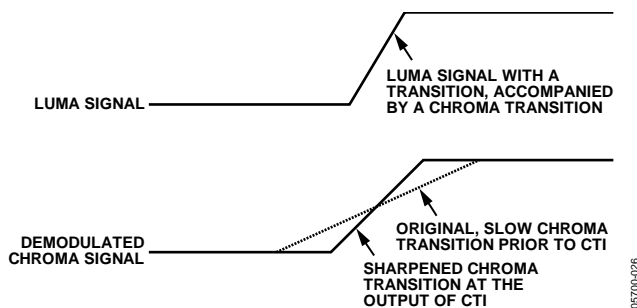 LUMA SIGNAL
LUMA SIGNAL WITH A
TRANSITION, ACCOMPANIED
BY A CHROMA TRANSITION
DEMODULATED
CHROMA SIGNAL
ORIGINAL, SLOW CHROMA
TRANSITION PRIOR TO CTI
SHARPENED CHROMA
TRANSITION AT THE
OUTPUT OF CTI
05700-026